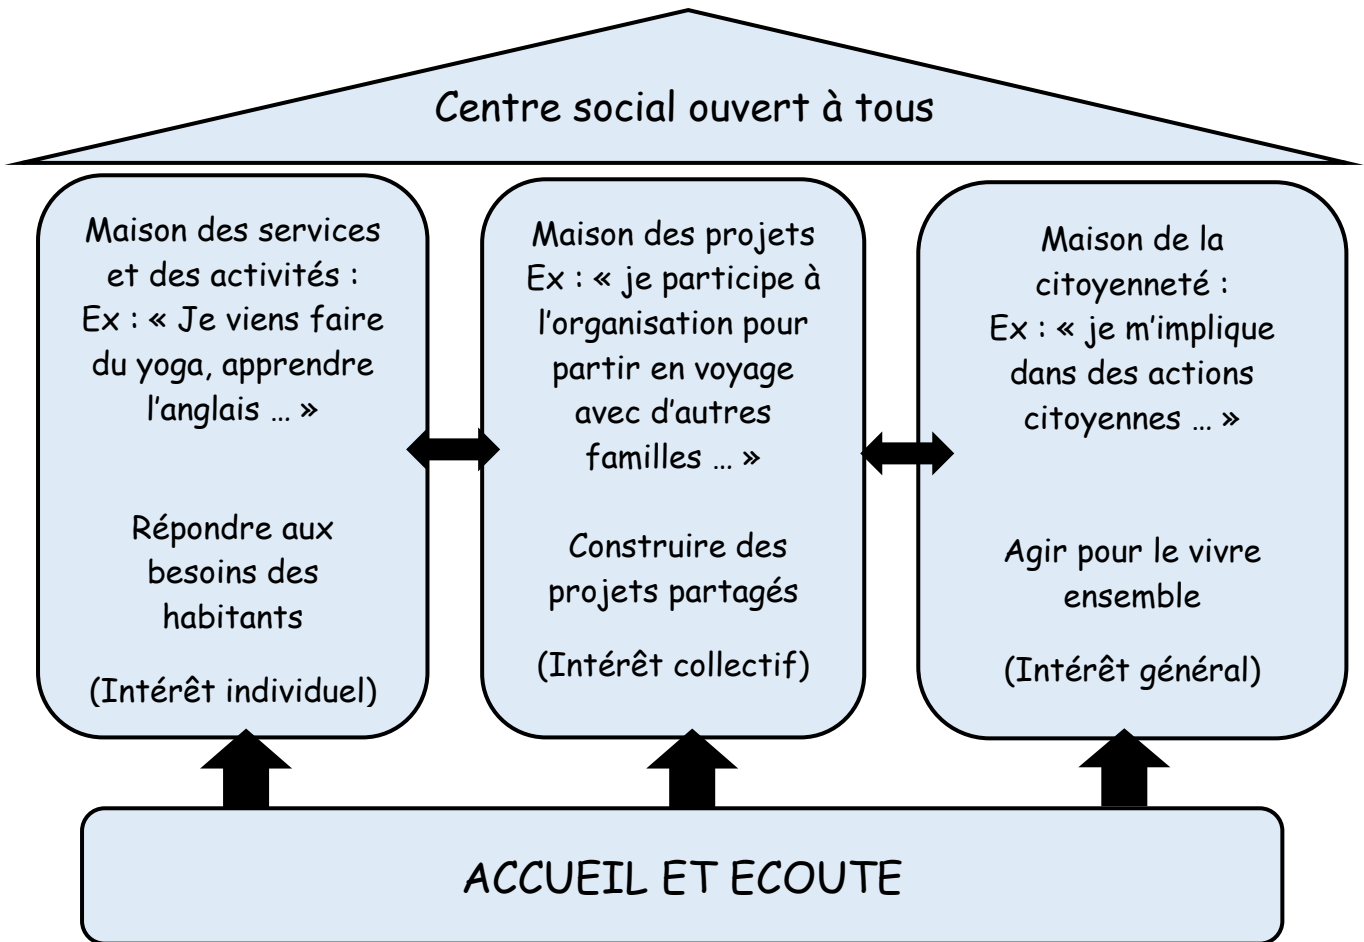 Centre social ouvert à tous
Maison des services
et des activités :
Ex : « Je viens faire
du yoga, apprendre
l'anglais … »
Répondre aux
besoins des
habitants
(Intérêt individuel)
Maison des projets
Ex : « je participe à
l'organisation pour
partir en voyage
avec d'autres
familles … »
Construire des
projets partagés
(Intérêt collectif)
Maison de la
citoyenneté :
Ex : « je m'implique
dans des actions
citoyennes … »
Agir pour le vivre
ensemble
(Intérêt général)
ACCUEIL ET ECOUTE